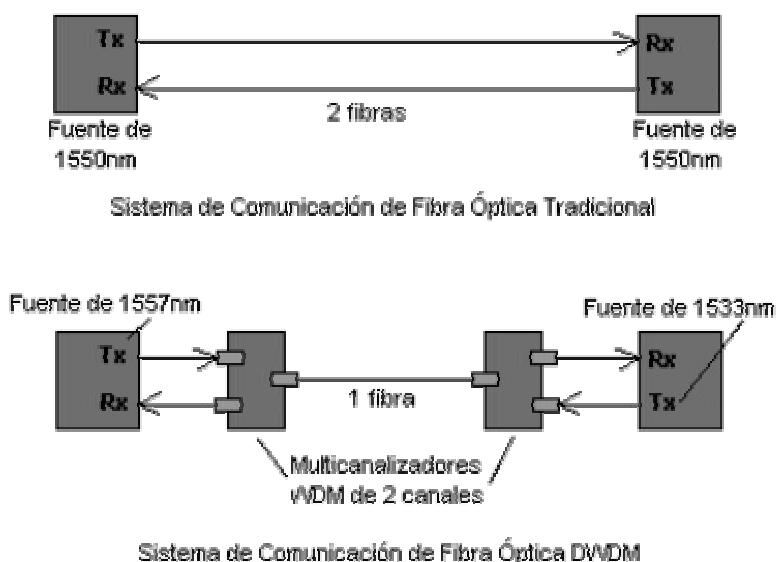 Tx
Rx
Rx
Tx
2 fibras
Fuente de
1550nm
Fuente de
1550nm
Sistema de Comunicación de Fibra Óptica Tradicional
Fuente de 1557nm
Fuente de 1533nm
Tx
Rx
Rx
Tx
1 fibra
Multicanalizadores
WDM de 2 canales
Sistema de Comunicación de Fibra Óptica DWDM